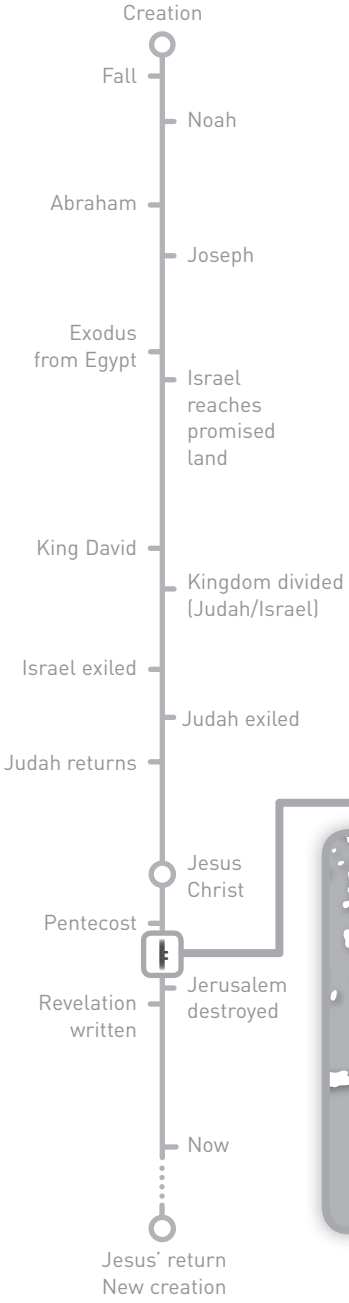 Creation
Fall
Noah
Abraham
Joseph
Exodus
from Egypt
Israel
reaches
promised
land
King David
Kingdom divided
(Judah/Israel)
Israel exiled
Judah exiled
Judah returns
Jesus
Christ
Pentecost
Jerusalem
destroyed
Revelation
written
Now
Jesus’ return
New creation